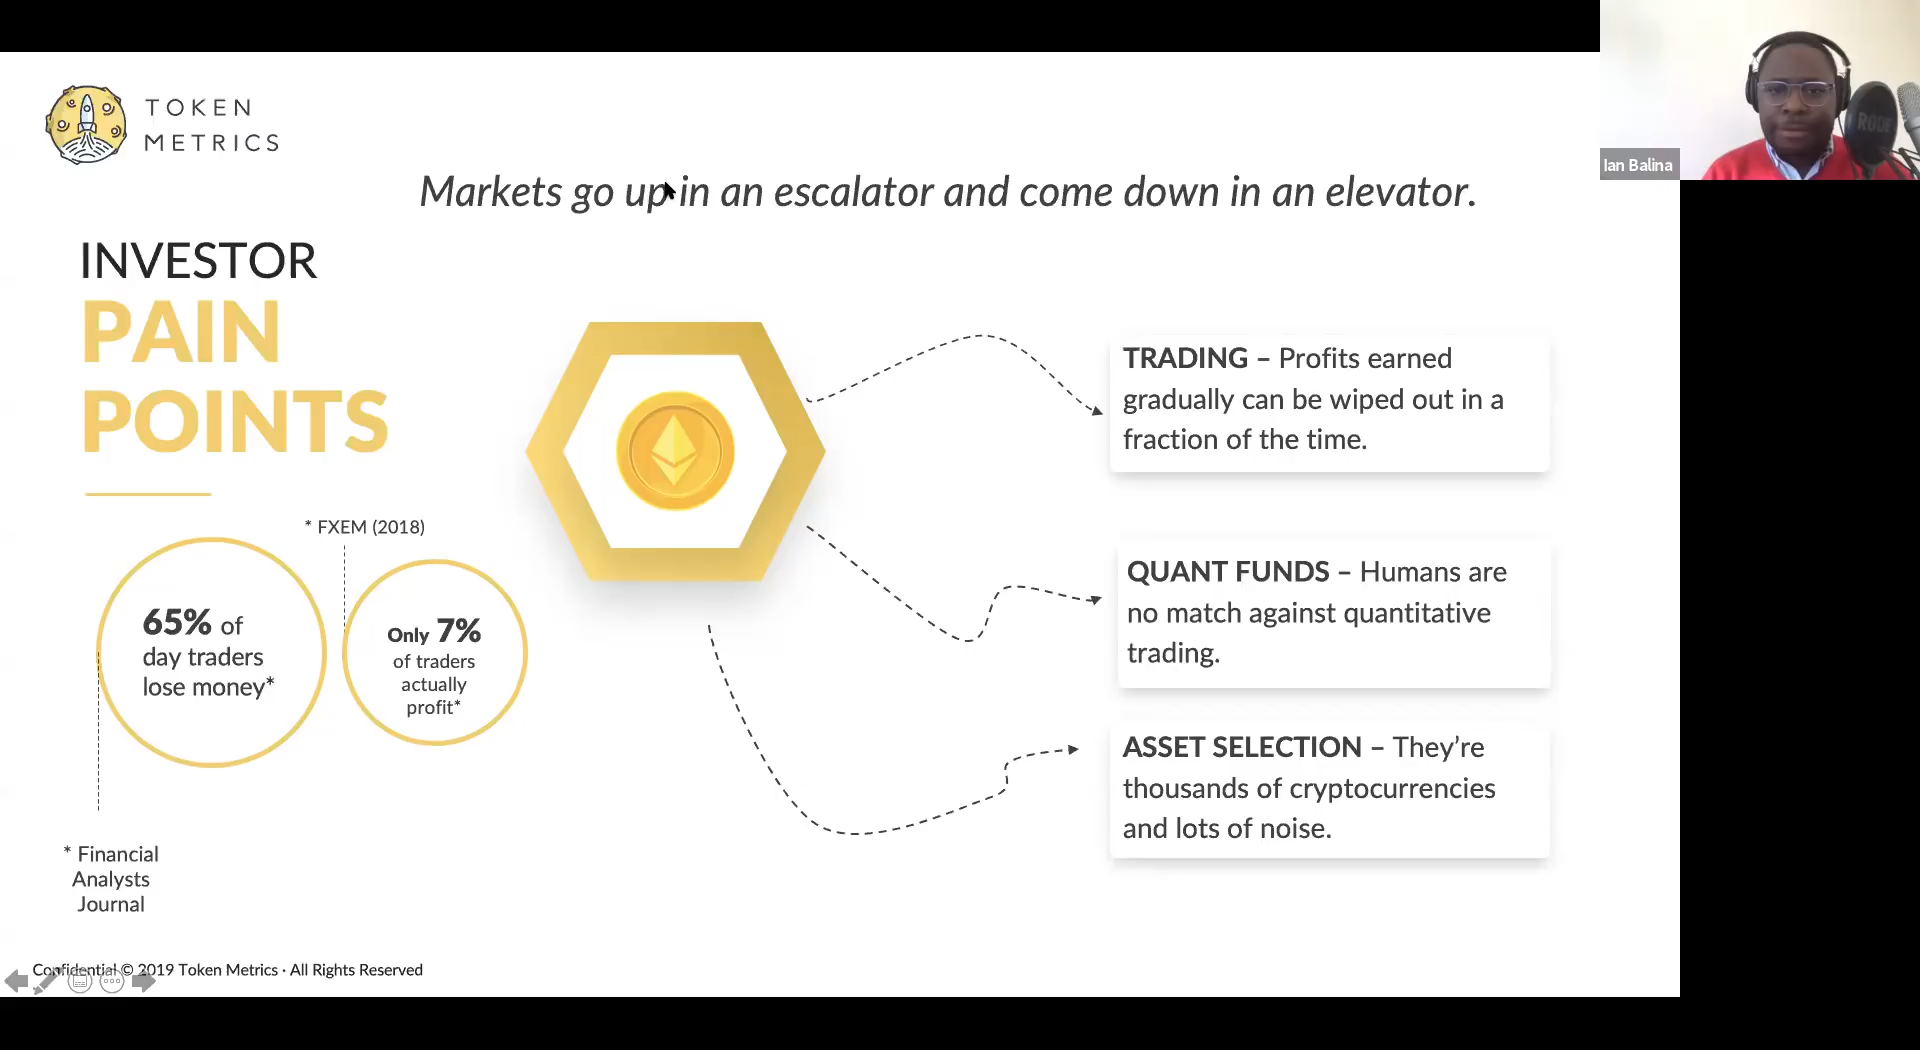 TOKEN
METRICS
Ian Balina
RODE
Markets go up in an escalator and come down in an elevator.
INVESTOR
PAIN
POINTS
* FXEM (2018)
65% of
day traders
lose money*
Only 7%
of traders
actually
profit*
* Financial
Analysts
Journal
TRADING – Profits earned
gradually can be wiped out in a
fraction of the time.
QUANT FUNDS – Humans are
no match against quantitative
trading.
ASSET SELECTION – They’re
thousands of cryptocurrencies
and lots of noise.
Confidential © 2019 Token Metrics · All Rights Reserved